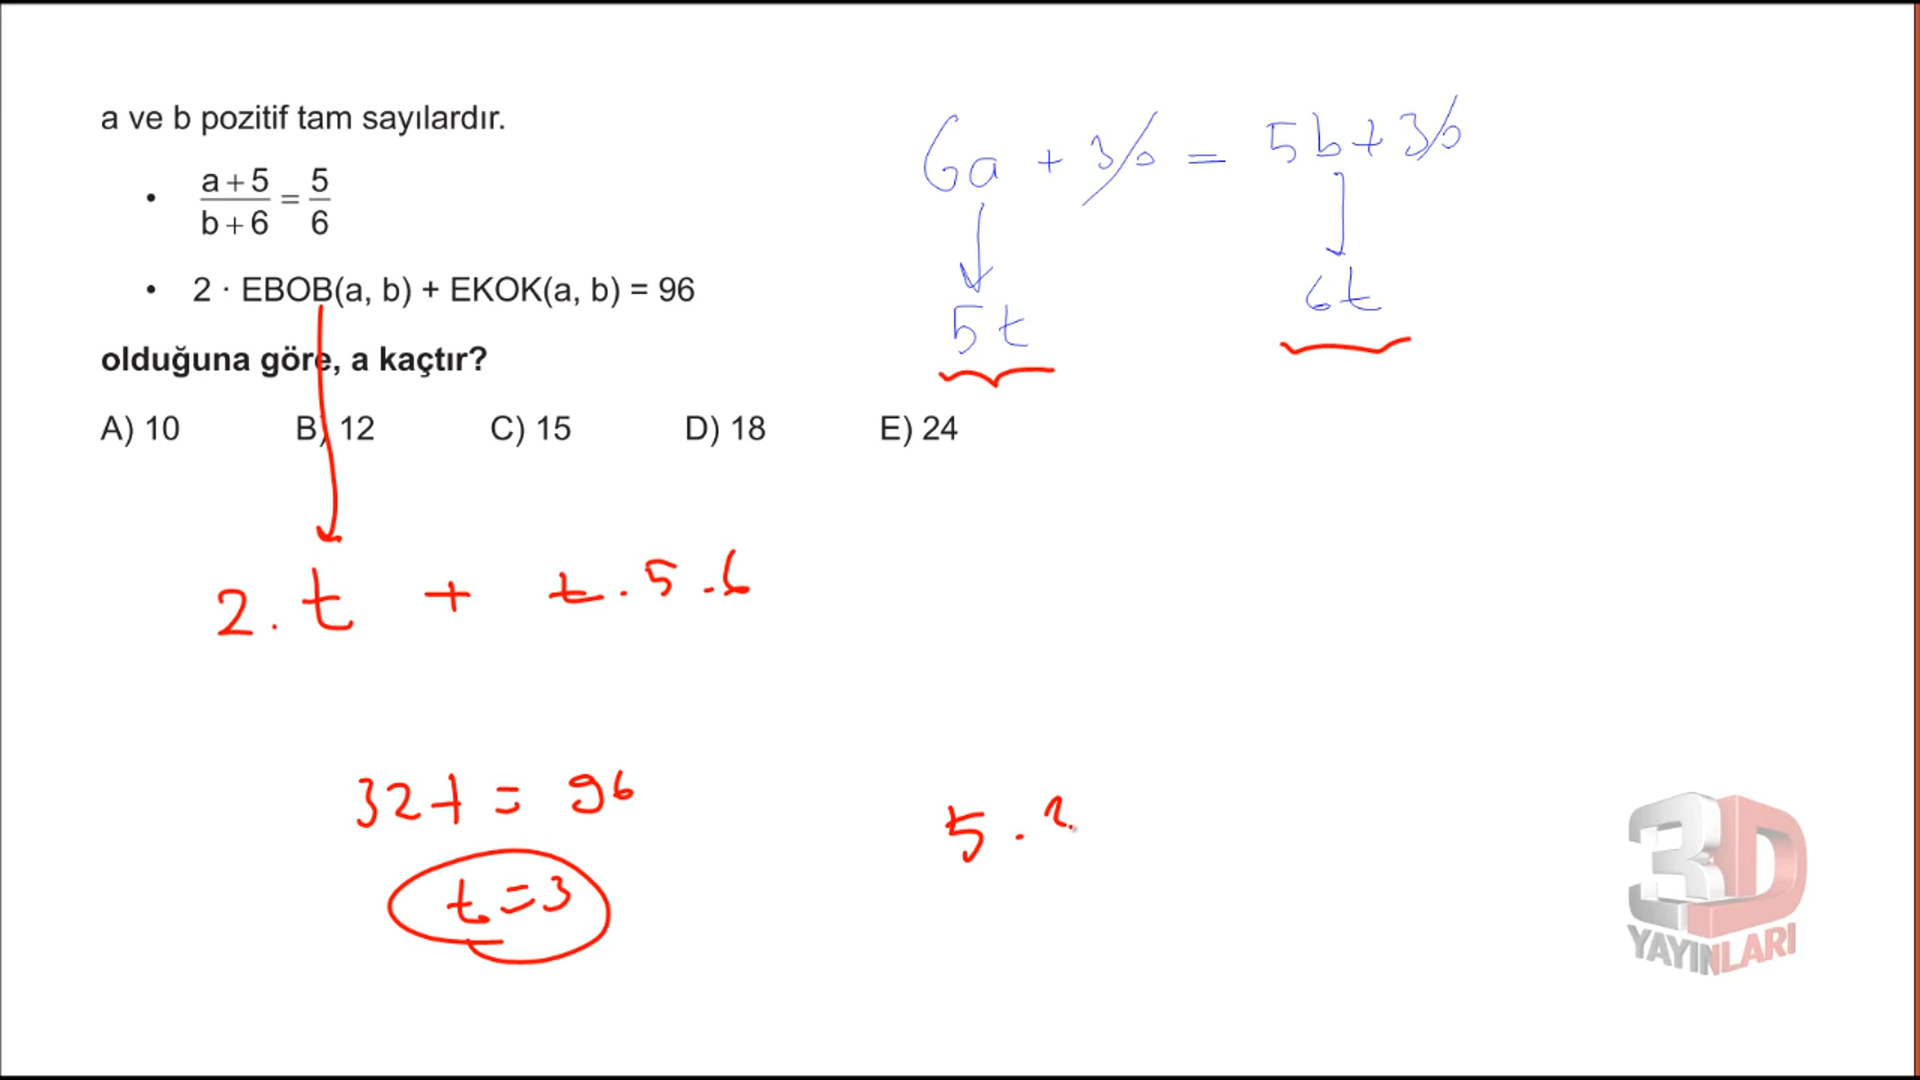 a ve b pozitif tam sayılardır.
• a + 5 / b + 6 = 5 / 6
• 2 · EBOB(a, b) + EKOK(a, b) = 96
olduğuna göre, a kaçtır?
A) 10 B) 12 C) 15 D) 18 E) 24
6a + 30 = 5b + 30
5t 6t
2 . t + t . 5 . 6
32t = 96
t = 3
5 .
3D
YAYINLARI